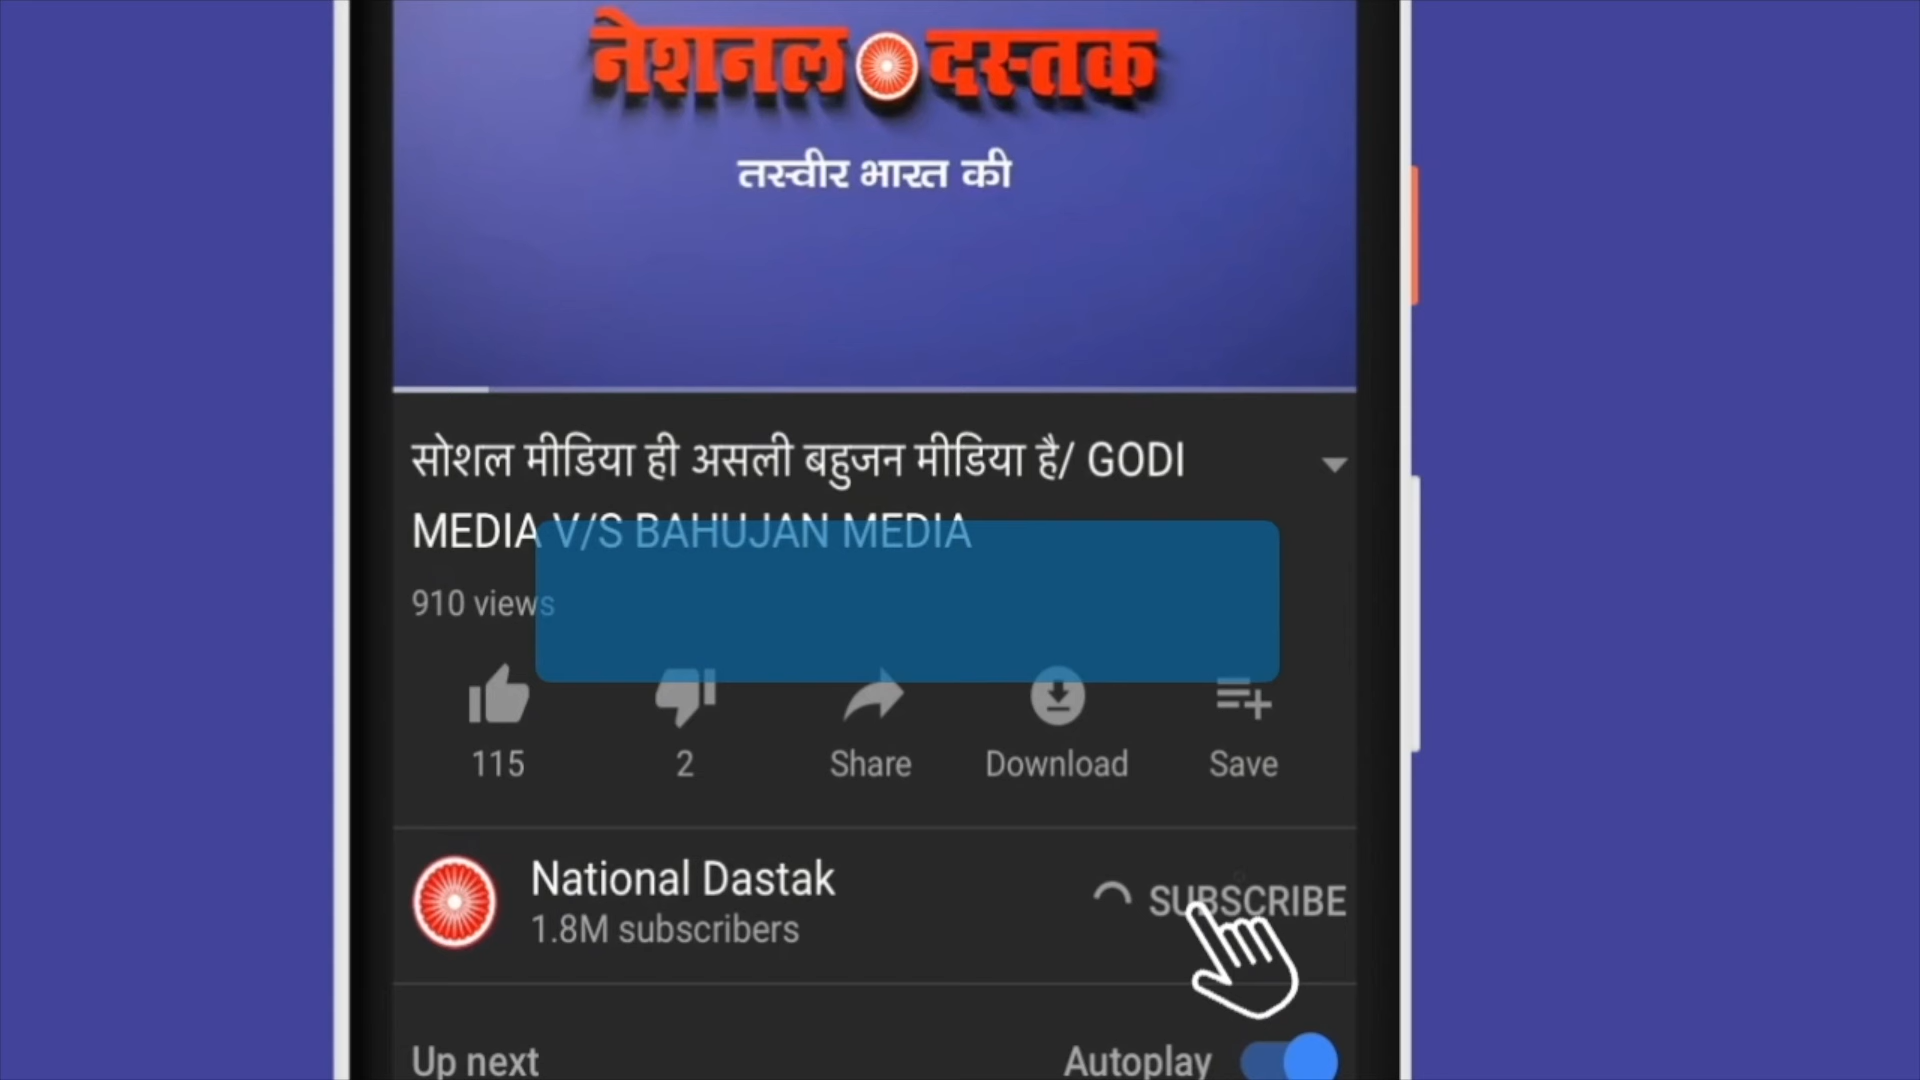 नेशनल दस्तक
तस्वीर भारत की
सोशल मीडिया ही असली बहुजन मीडिया है/ GODI
MEDIA V/S BAHUJAN MEDIA
910 views
115 2 Share Download Save
National Dastak
SUBSCRIBE
1.8M subscribers
Up next Autoplay